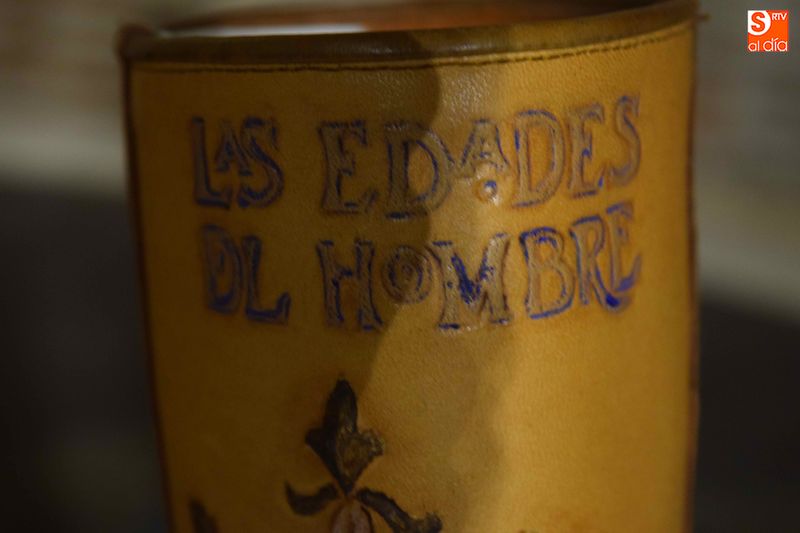 S RTV
al día
LAS EDADES
DL HOMBRE